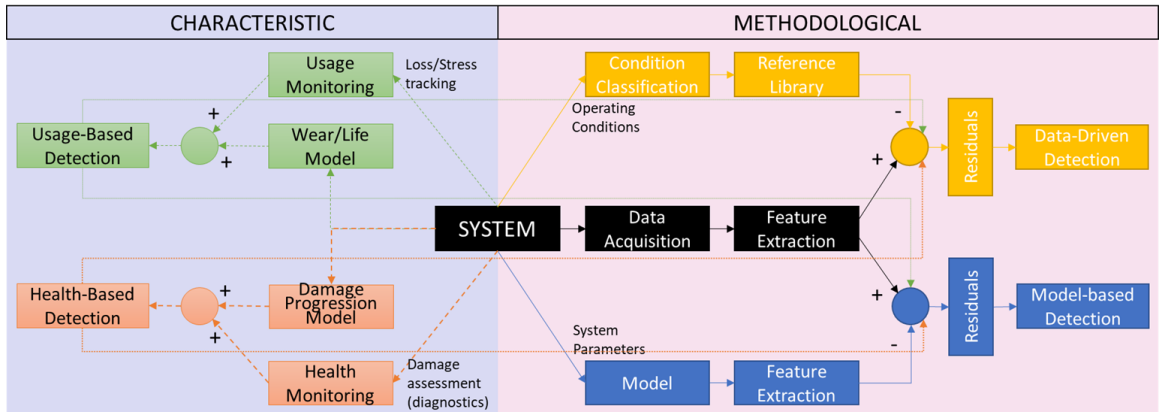 CHARACTERISTIC
METHODOLOGICAL
Usage
Monitoring
Loss/Stress
tracking
Condition
Classification
Reference
Library
Operating
Conditions
+
-
Usage-Based
Detection
Wear/Life
Model
+
+
Residuals
Data-Driven
Detection
SYSTEM
Data
Acquisition
Feature
Extraction
Health-Based
Detection
+
Damage
Progression
Model
+
+
Residuals
Model-based
Detection
System
Parameters
-
Health
Monitoring
Damage
assessment
(diagnostics)
Model
Feature
Extraction